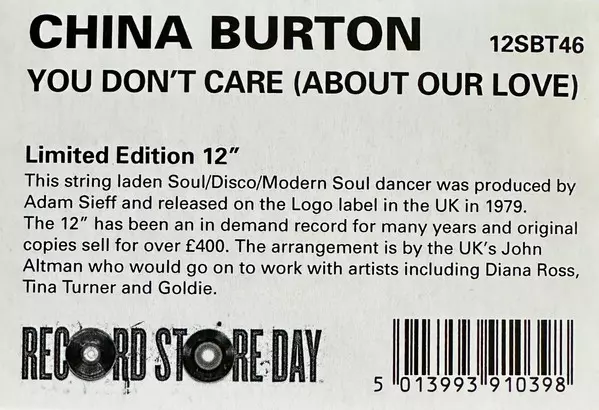 CHINA BURTON 12SBT46
YOU DON'T CARE (ABOUT OUR LOVE)
Limited Edition 12"
This string laden Soul/Disco/Modern Soul dancer was produced by
Adam Sieff and released on the Logo label in the UK in 1979.
The 12" has been an in demand record for many years and original
copies sell for over £400. The arrangement is by the UK's John
Altman who would go on to work with artists including Diana Ross,
Tina Turner and Goldie.
RECORD STORE DAY
5 013993 910398